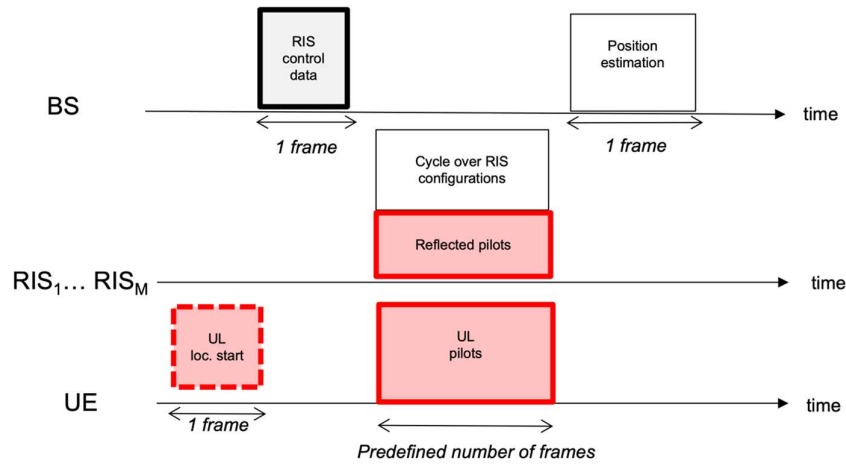 RIS
control
data
Position
estimation
BS
time
1 frame
1 frame
Cycle over RIS
configurations
Reflected pilots
RIS₁... RIS_M
time
UL
loc. start
UL
pilots
UE
time
1 frame
Predefined number of frames